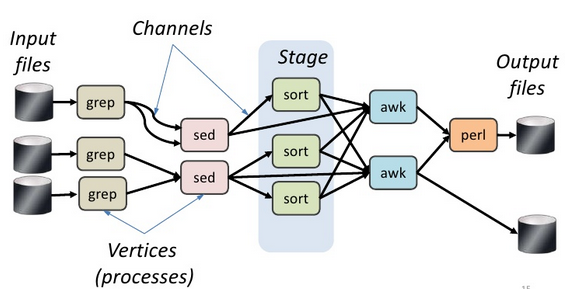 Input
files
Channels
Stage
Output
files
grep
grep
grep
sed
sed
sort
sort
sort
awk
awk
perl
Vertices
(processes)